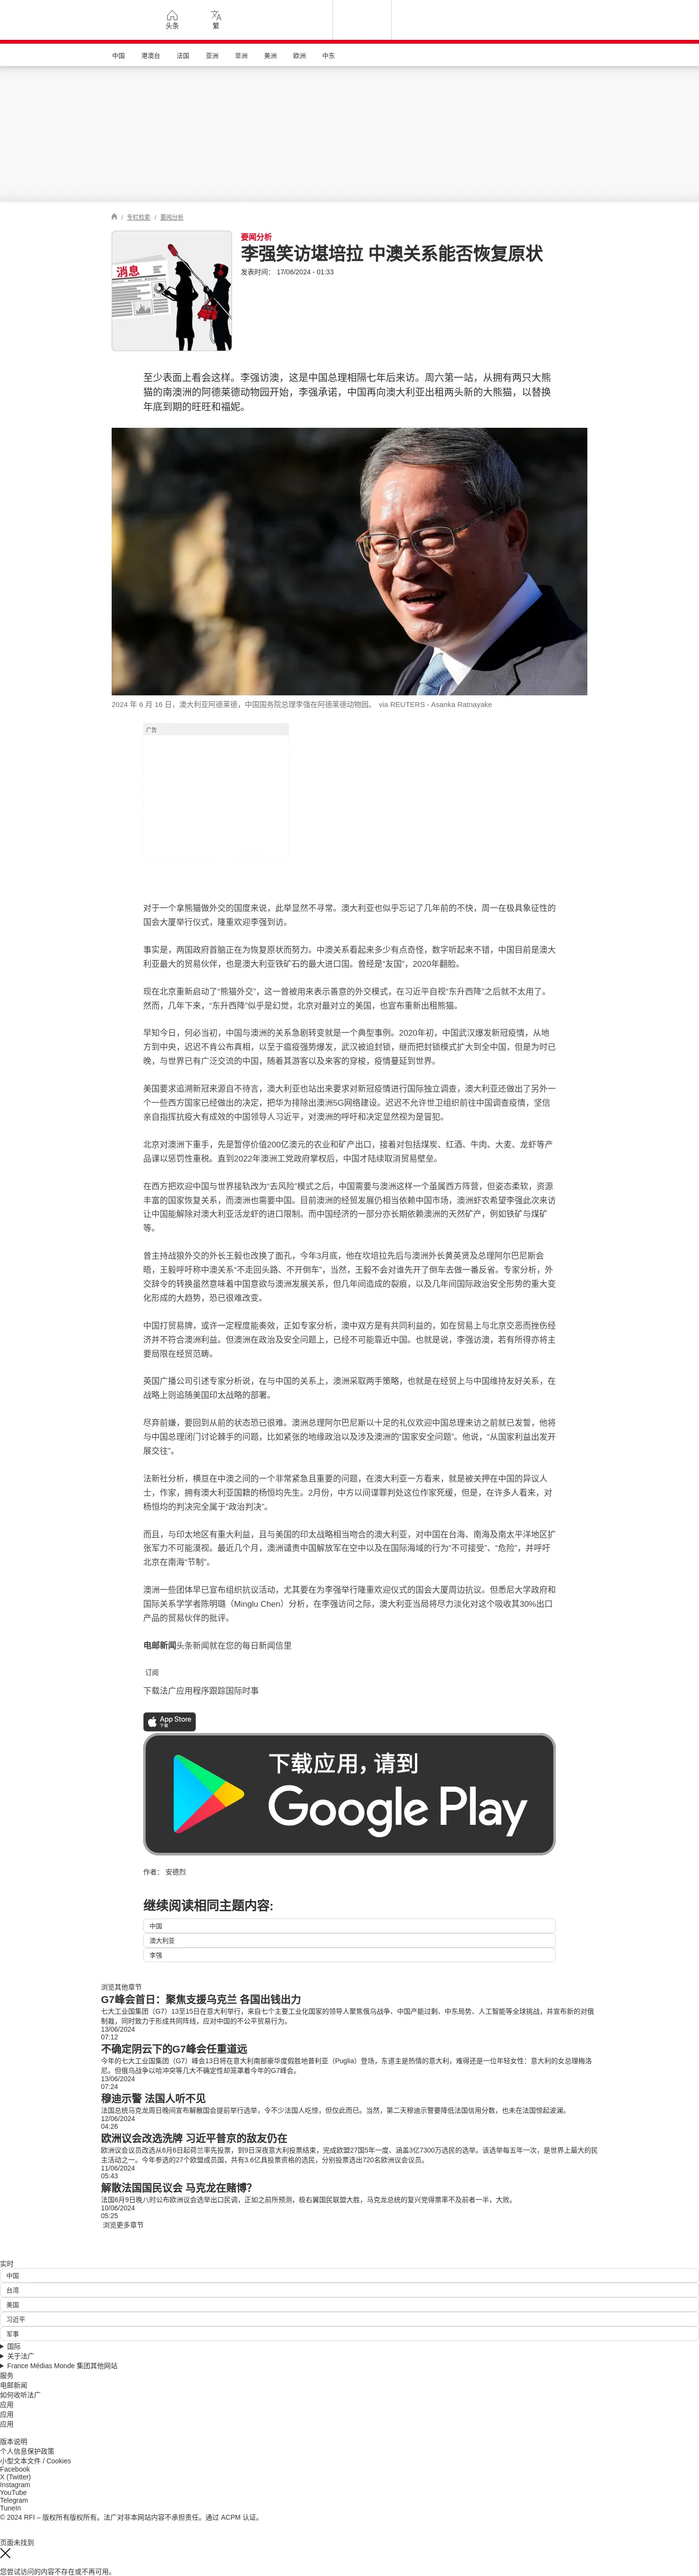 头条
繁
中国
港澳台
法国
亚洲
非洲
美洲
欧洲
中东
/ 专栏检索 / 要闻分析
消息
要闻分析
李强笑访堪培拉 中澳关系能否恢复原状
发表时间： 17/06/2024 - 01:33
至少表面上看会这样。李强访澳，这是中国总理相隔七年后来访。周六第一站，从拥有两只大熊
猫的南澳洲的阿德莱德动物园开始，李强承诺，中国再向澳大利亚出租两头新的大熊猫，以替换
年底到期的旺旺和福妮。
2024 年 6 月 16 日，澳大利亚阿德莱德，中国国务院总理李强在阿德莱德动物园。 via REUTERS - Asanka Ratnayake
广告
对于一个拿熊猫做外交的国度来说，此举显然不寻常。澳大利亚也似乎忘记了几年前的不快，周一在极具象征性的
国会大厦举行仪式，隆重欢迎李强到访。
事实是，两国政府首脑正在为恢复原状而努力。中澳关系看起来多少有点奇怪，数字听起来不错，中国目前是澳大
利亚最大的贸易伙伴，也是澳大利亚铁矿石的最大进口国。曾经是“友国”，2020年翻脸。
现在北京重新启动了“熊猫外交”，这一曾被用来表示善意的外交模式，在习近平自视“东升西降”之后就不太用了。
然而，几年下来，“东升西降”似乎是幻觉，北京对最对立的美国，也宣布重新出租熊猫。
早知今日，何必当初，中国与澳洲的关系急剧转变就是一个典型事例。2020年初，中国武汉爆发新冠疫情，从地
方到中央，迟迟不肯公布真相，以至于瘟疫强势爆发，武汉被迫封锁，继而把封锁模式扩大到全中国，但是为时已
晚，与世界已有广泛交流的中国，随着其游客以及来客的穿梭，疫情蔓延到世界。
美国要求追溯新冠来源自不待言，澳大利亚也站出来要求对新冠疫情进行国际独立调查，澳大利亚还做出了另外一
个一些西方国家已经做出的决定，把华为排除出澳洲5G网络建设。迟迟不允许世卫组织前往中国调查疫情，坚信
亲自指挥抗疫大有成效的中国领导人习近平，对澳洲的呼吁和决定显然视为是冒犯。
北京对澳洲下重手，先是暂停价值200亿澳元的农业和矿产出口，接着对包括煤炭、红酒、牛肉、大麦、龙虾等产
品课以惩罚性重税。直到2022年澳洲工党政府掌权后，中国才陆续取消贸易壁垒。
在西方把欢迎中国与世界接轨改为“去风险”模式之后，中国需要与澳洲这样一个虽属西方阵营，但姿态柔软，资源
丰富的国家恢复关系，而澳洲也需要中国。目前澳洲的经贸发展仍相当依赖中国市场，澳洲虾农希望李强此次来访
让中国能解除对澳大利亚活龙虾的进口限制。而中国经济的一部分亦长期依赖澳洲的天然矿产，例如铁矿与煤矿
等。
曾主持战狼外交的外长王毅也改换了面孔，今年3月底，他在坎培拉先后与澳洲外长黄英贤及总理阿尔巴尼斯会
晤，王毅呼吁称中澳关系“不走回头路、不开倒车”，当然，王毅不会对谁先开了倒车去做一番反省。专家分析，外
交辞令的转换虽然意味着中国意欲与澳洲发展关系，但几年间造成的裂痕，以及几年间国际政治安全形势的重大变
化形成的大趋势，恐已很难改变。
中国打贸易牌，或许一定程度能奏效，正如专家分析，澳中双方是有共同利益的，如在贸易上与北京交恶而挫伤经
济并不符合澳洲利益。但澳洲在政治及安全问题上，已经不可能靠近中国。也就是说，李强访澳，若有所得亦将主
要局限在经贸范畴。
英国广播公司引述专家分析说，在与中国的关系上，澳洲采取两手策略，也就是在经贸上与中国维持友好关系，在
战略上则追随美国印太战略的部署。
尽弃前嫌，要回到从前的状态恐已很难。澳洲总理阿尔巴尼斯以十足的礼仪欢迎中国总理来访之前就已发誓，他将
与中国总理闭门讨论棘手的问题，比如紧张的地缘政治以及涉及澳洲的“国家安全问题”。他说，“从国家利益出发开
展交往”。
法新社分析，横亘在中澳之间的一个非常紧急且重要的问题，在澳大利亚一方看来，就是被关押在中国的异议人
士，作家，拥有澳大利亚国籍的杨恒均先生。2月份，中方以间谍罪判处这位作家死缓，但是，在许多人看来，对
杨恒均的判决完全属于“政治判决”。
而且，与印太地区有重大利益，且与美国的印太战略相当吻合的澳大利亚，对中国在台海、南海及南太平洋地区扩
张军力不可能漠视。最近几个月，澳洲谴责中国解放军在空中以及在国际海域的行为“不可接受”、“危险”，并呼吁
北京在南海“节制”。
澳洲一些团体早已宣布组织抗议活动，尤其要在为李强举行隆重欢迎仪式的国会大厦周边抗议。但悉尼大学政府和
国际关系学学者陈明璐（Minglu Chen）分析，在李强访问之际，澳大利亚当局将尽力淡化对这个吸收其30%出口
产品的贸易伙伴的批评。
电邮新闻头条新闻就在您的每日新闻信里
订阅
下载法广应用程序跟踪国际时事
App Store
下载
下载应用，请到
Google Play
作者： 安德烈
继续阅读相同主题内容:
中国
澳大利亚
李强
浏览其他章节
G7峰会首日：聚焦支援乌克兰 各国出钱出力
七大工业国集团（G7）13至15日在意大利举行，来自七个主要工业化国家的领导人聚焦俄乌战争、中国产能过剩、中东局势、人工智能等全球挑战，并宣布新的对俄
制裁，同时致力于形成共同阵线，应对中国的不公平贸易行为。
13/06/2024
07:12
不确定阴云下的G7峰会任重道远
今年的七大工业国集团（G7）峰会13日将在意大利南部豪华度假胜地普利亚（Puglia）登场，东道主是热情的意大利，难得还是一位年轻女性：意大利的女总理梅洛
尼。但俄乌战争以哈冲突等几大不确定性却笼罩着今年的G7峰会。
13/06/2024
07:24
穆迪示警 法国人听不见
法国总统马克龙周日晚间宣布解散国会提前举行选举，令不少法国人吃惊，但仅此而已。当然，第二天穆迪示警要降低法国信用分数，也未在法国惊起波澜。
12/06/2024
04:26
欧洲议会改选洗牌 习近平普京的敌友仍在
欧洲议会议员改选从6月6日起荷兰率先投票，到9日深夜意大利投票结束，完成欧盟27国5年一度、涵盖3亿7300万选民的选举。该选举每五年一次，是世界上最大的民
主活动之一。今年参选的27个欧盟成员国，共有3.6亿具投票资格的选民，分别投票选出720名欧洲议会议员。
11/06/2024
05:43
解散法国国民议会 马克龙在赌博？
法国6月9日晚八时公布欧洲议会选举出口民调，正如之前所预测，极右翼国民联盟大胜，马克龙总统的复兴党得票率不及前者一半，大败。
10/06/2024
05:25
浏览更多章节
实时
中国
台湾
美国
习近平
军事
国际
关于法广
France Médias Monde 集团其他网站
服务
电邮新闻
如何收听法广
应用
应用
应用
版本说明
个人信息保护政策
小型文本文件 / Cookies
Facebook
X (Twitter)
Instagram
YouTube
Telegram
TuneIn
© 2024 RFI – 版权所有版权所有。法广对非本网站内容不承担责任。通过 ACPM 认证。
页面未找到
您尝试访问的内容不存在或不再可用。